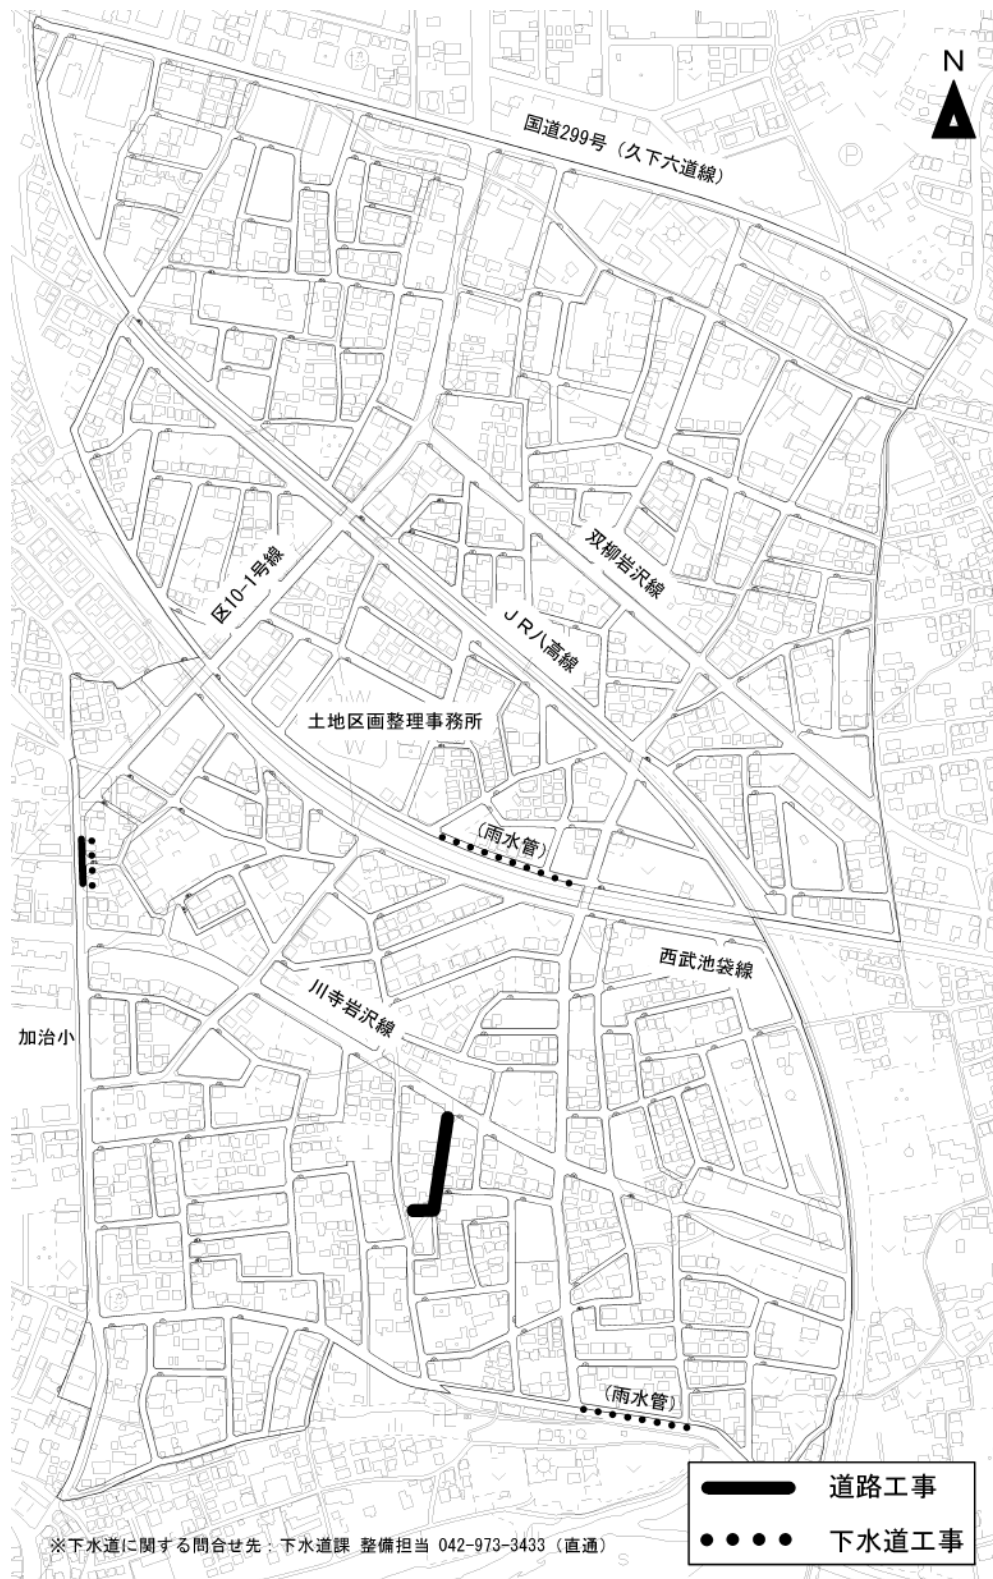 N
国道299号（久下六道線）
双柳岩沢線
区10-1号線
ＪＲ八高線
土地区画整理事務所
（雨水管）
西武池袋線
川寺岩沢線
加治小
（雨水管）
道路工事
下水道工事
※下水道に関する問合せ先：下水道課 整備担当 042-973-3433（直通）